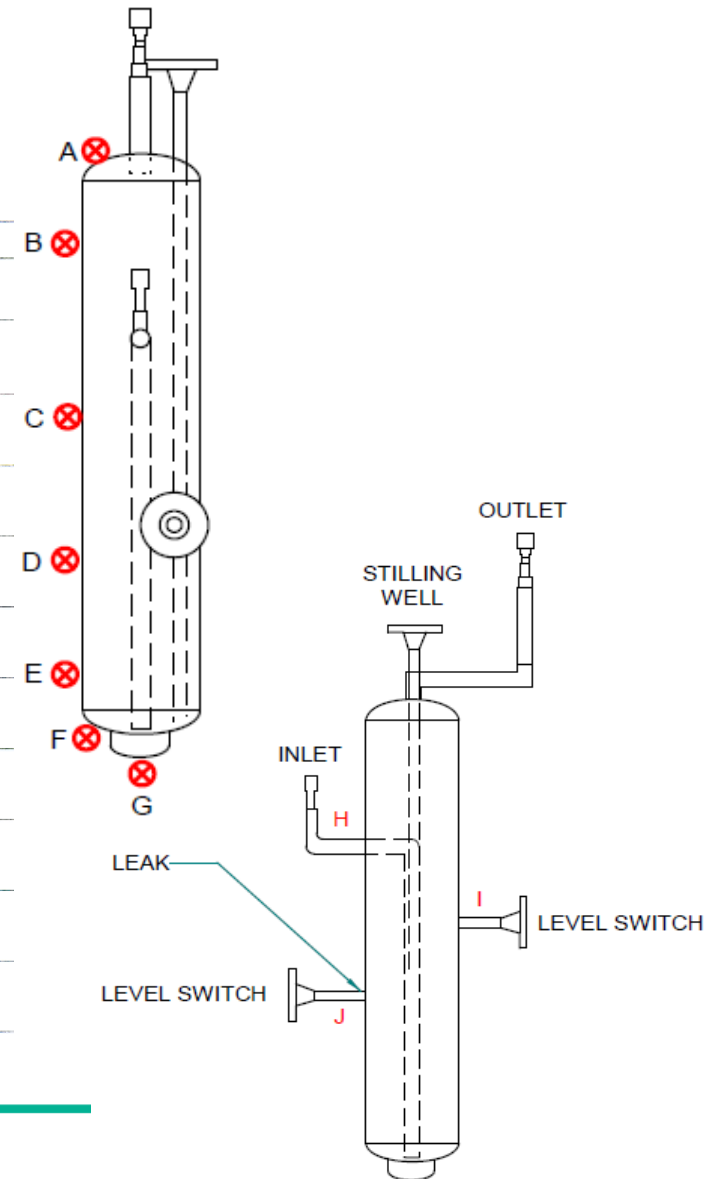 A
B
C
D
E
F
G
OUTLET
STILLING
WELL
INLET
H
LEAK
I
LEVEL SWITCH
LEVEL SWITCH
J